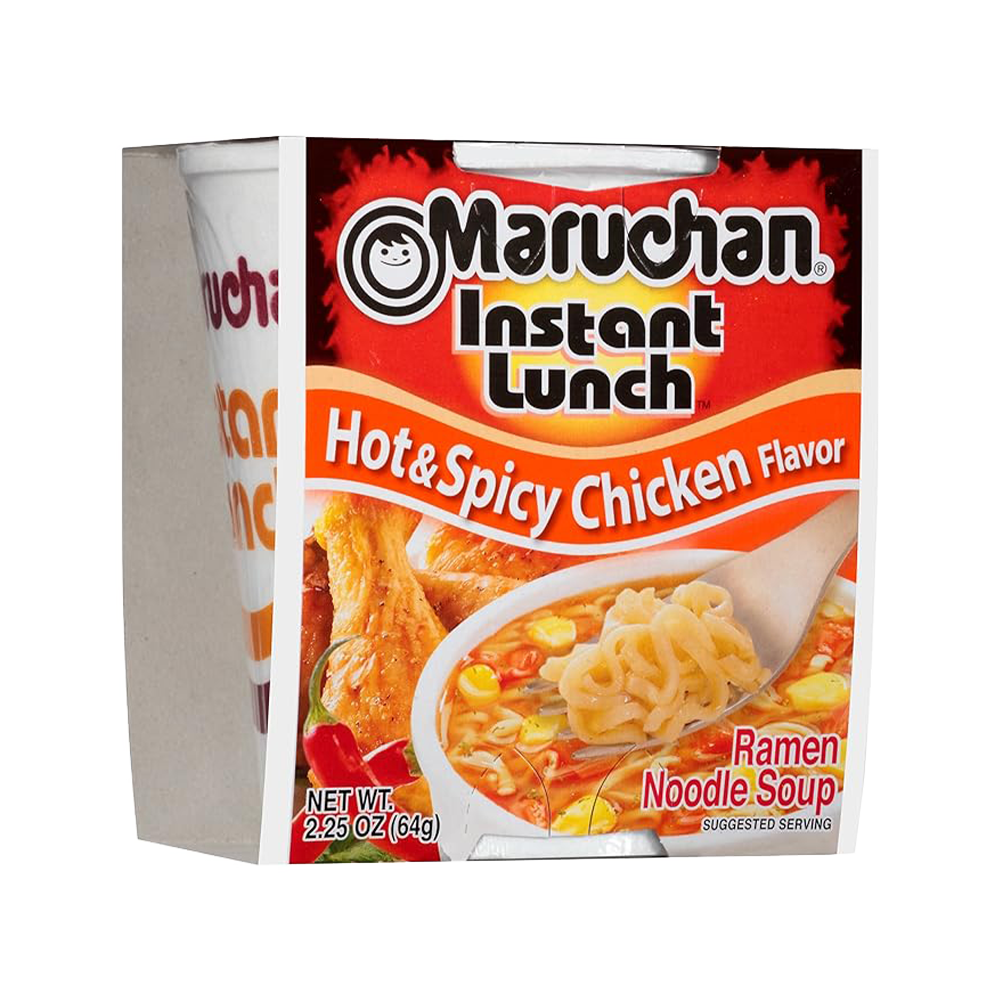 Maruchan®
Instant
Lunch™
Hot&Spicy Chicken Flavor
Ramen
Noodle Soup
SUGGESTED SERVING
NET WT.
2.25 OZ (64g)